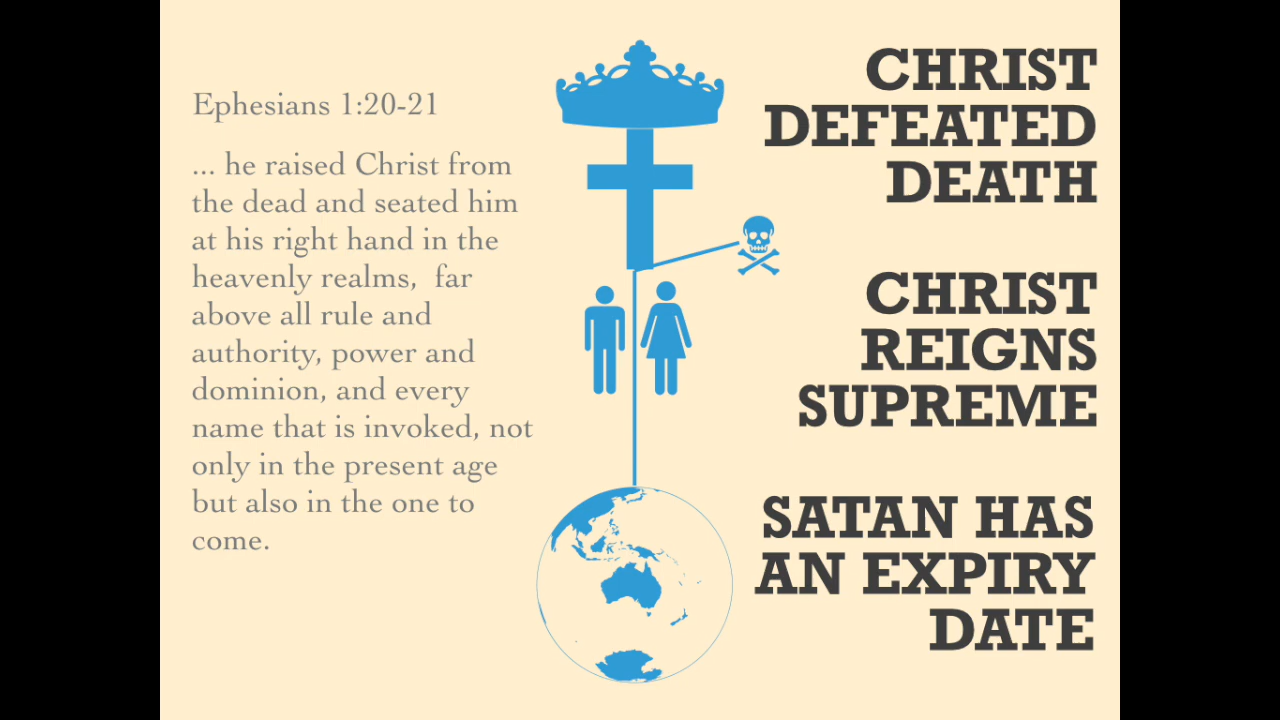 Ephesians 1:20-21
... he raised Christ from
the dead and seated him
at his right hand in the
heavenly realms,  far
above all rule and
authority, power and
dominion, and every
name that is invoked, not
only in the present age
but also in the one to
come.
CHRIST
DEFEATED
DEATH
CHRIST
REIGNS
SUPREME
SATAN HAS
AN EXPIRY
DATE